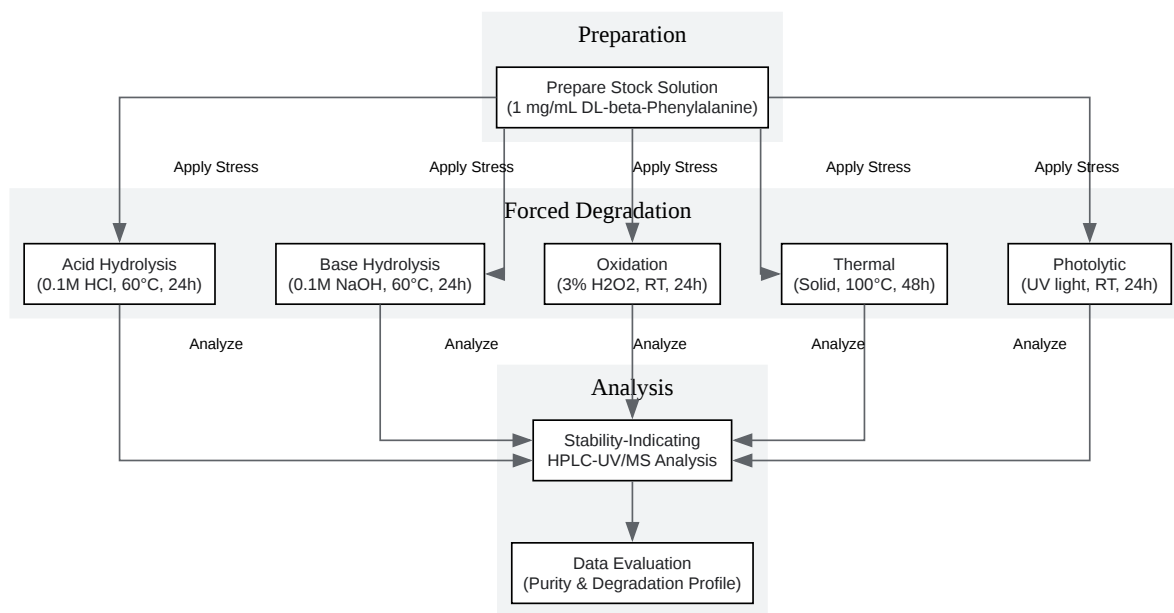 Preparation
Prepare Stock Solution
(1 mg/mL DL-beta-Phenylalanine)
Apply Stress
Apply Stress
Apply Stress
Apply Stress
Apply Stress
Forced Degradation
Acid Hydrolysis
(0.1M HCl, 60°C, 24h)
Base Hydrolysis
(0.1M NaOH, 60°C, 24h)
Oxidation
(3% H2O2, RT, 24h)
Thermal
(Solid, 100°C, 48h)
Photolytic
(UV light, RT, 24h)
Analyze
Analyze
Analyze
Analyze
Analyze
Analysis
Stability-Indicating
HPLC-UV/MS Analysis
Data Evaluation
(Purity & Degradation Profile)